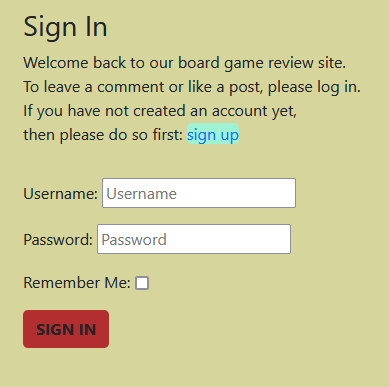 Sign In
Welcome back to our board game review site.
To leave a comment or like a post, please log in.
If you have not created an account yet,
then please do so first: sign up
Username: Username
Password: Password
Remember Me:
SIGN IN